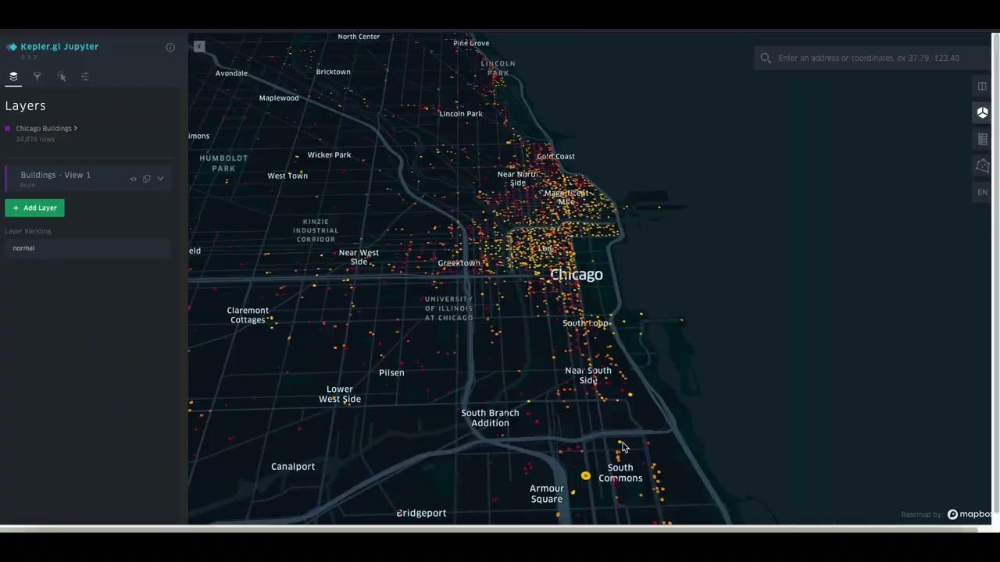 Kepler.gl Jupyter
0.3.2
Layers
Chicago Buildings
24,876 rows
Buildings - View 1
Point
+ Add Layer
Layer Blending
normal
Enter an address or coordinates, ex 37.79,-122.40
EN
North Center
Pine Grove
LINCOLN
PARK
Avondale
Bricktown
Maplewood
Lincoln Park
imons
HUMBOLDT
PARK
Wicker Park
Gold Coast
West Town
Near North
Side
Magnificent
Mile
KINZIE
INDUSTRIAL
CORRIDOR
eld
Near West
Side
Loop
Greektown
Chicago
UNIVERSITY
OF ILLINOIS
AT CHICAGO
Claremont
Cottages
South Loop
Pilsen
Near South
Side
Lower
West Side
South Branch
Addition
Canalport
South
Commons
Armour
Square
Bridgeport
Basemap by mapbox